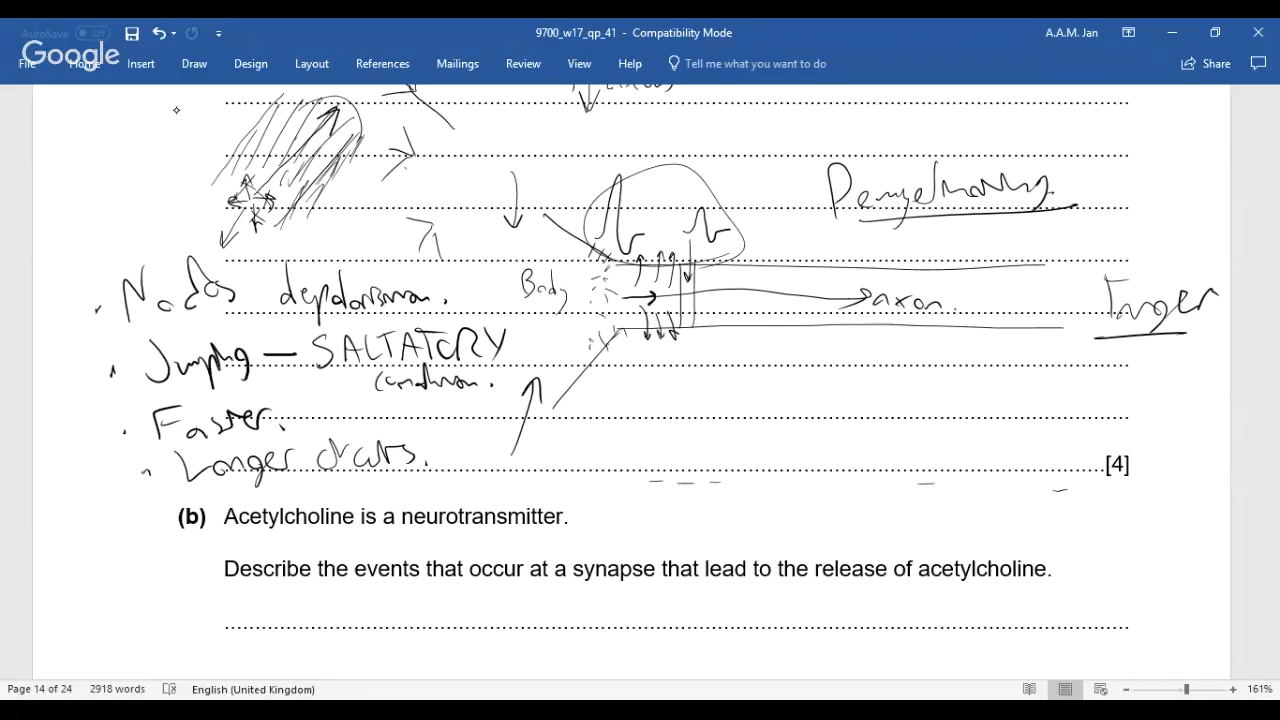 AutoSave Off
9700_w17_qp_41 - Compatibility Mode
A.A.M. Jan
Google
File Home Insert Draw Design Layout References Mailings Review View Help Tell me what you want to do
Share
Body
axon.
Nodes
Jumping — SALTATORY
Faster.
Longer
[4]
(b) Acetylcholine is a neurotransmitter.
Describe the events that occur at a synapse that lead to the release of acetylcholine.
Page 14 of 24 2918 words English (United Kingdom) 161%